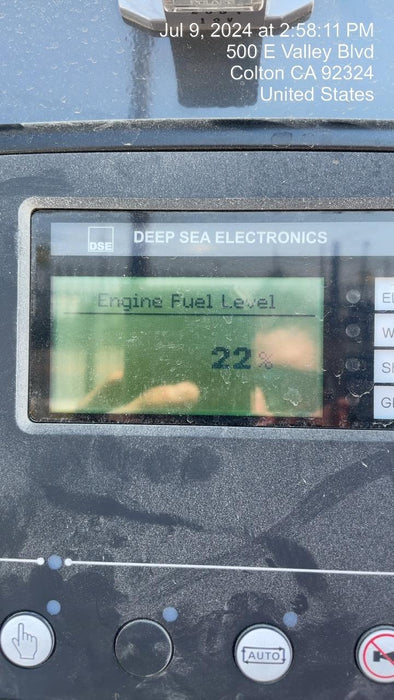 Jul 9, 2024 at 2:58:11 PM
500 E Valley Blvd
Colton CA 92324
United States
DSE DEEP SEA ELECTRONICS
Engine Fuel Level
22 %
AUTO